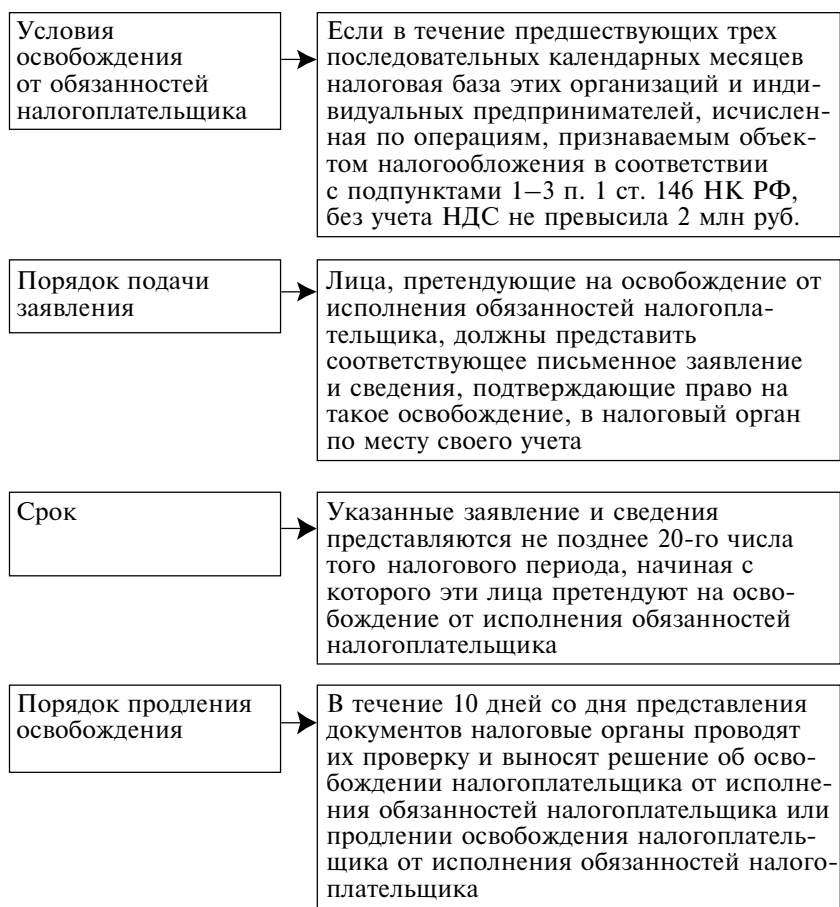 Условия
освобождения
от обязанностей
налогоплательщика
Если в течение предшествующих трех
последовательных календарных месяцев
налоговая база этих организаций и инди-
видуальных предпринимателей, исчислен-
ная по операциям, признаваемым объек-
том налогообложения в соответствии
с подпунктами 1–3 п. 1 ст. 146 НК РФ,
без учета НДС не превысила 2 млн руб.
Порядок подачи
заявления
Лица, претендующие на освобождение от
исполнения обязанностей налогопла-
тельщика, должны представить
соответствующее письменное заявление
и сведения, подтверждающие право на
такое освобождение, в налоговый орган
по месту своего учета
Срок
Указанные заявление и сведения
представляются не позднее 20-го числа
того налогового периода, начиная с
которого эти лица претендуют на осво-
бождение от исполнения обязанностей
налогоплательщика
Порядок продления
освобождения
В течение 10 дней со дня представления
документов налоговые органы проводят
их проверку и выносят решение об осво-
бождении налогоплательщика от исполне-
ния обязанностей налогоплательщика или
продлении освобождения налогоплатель-
щика от исполнения обязанностей налого-
плательщика